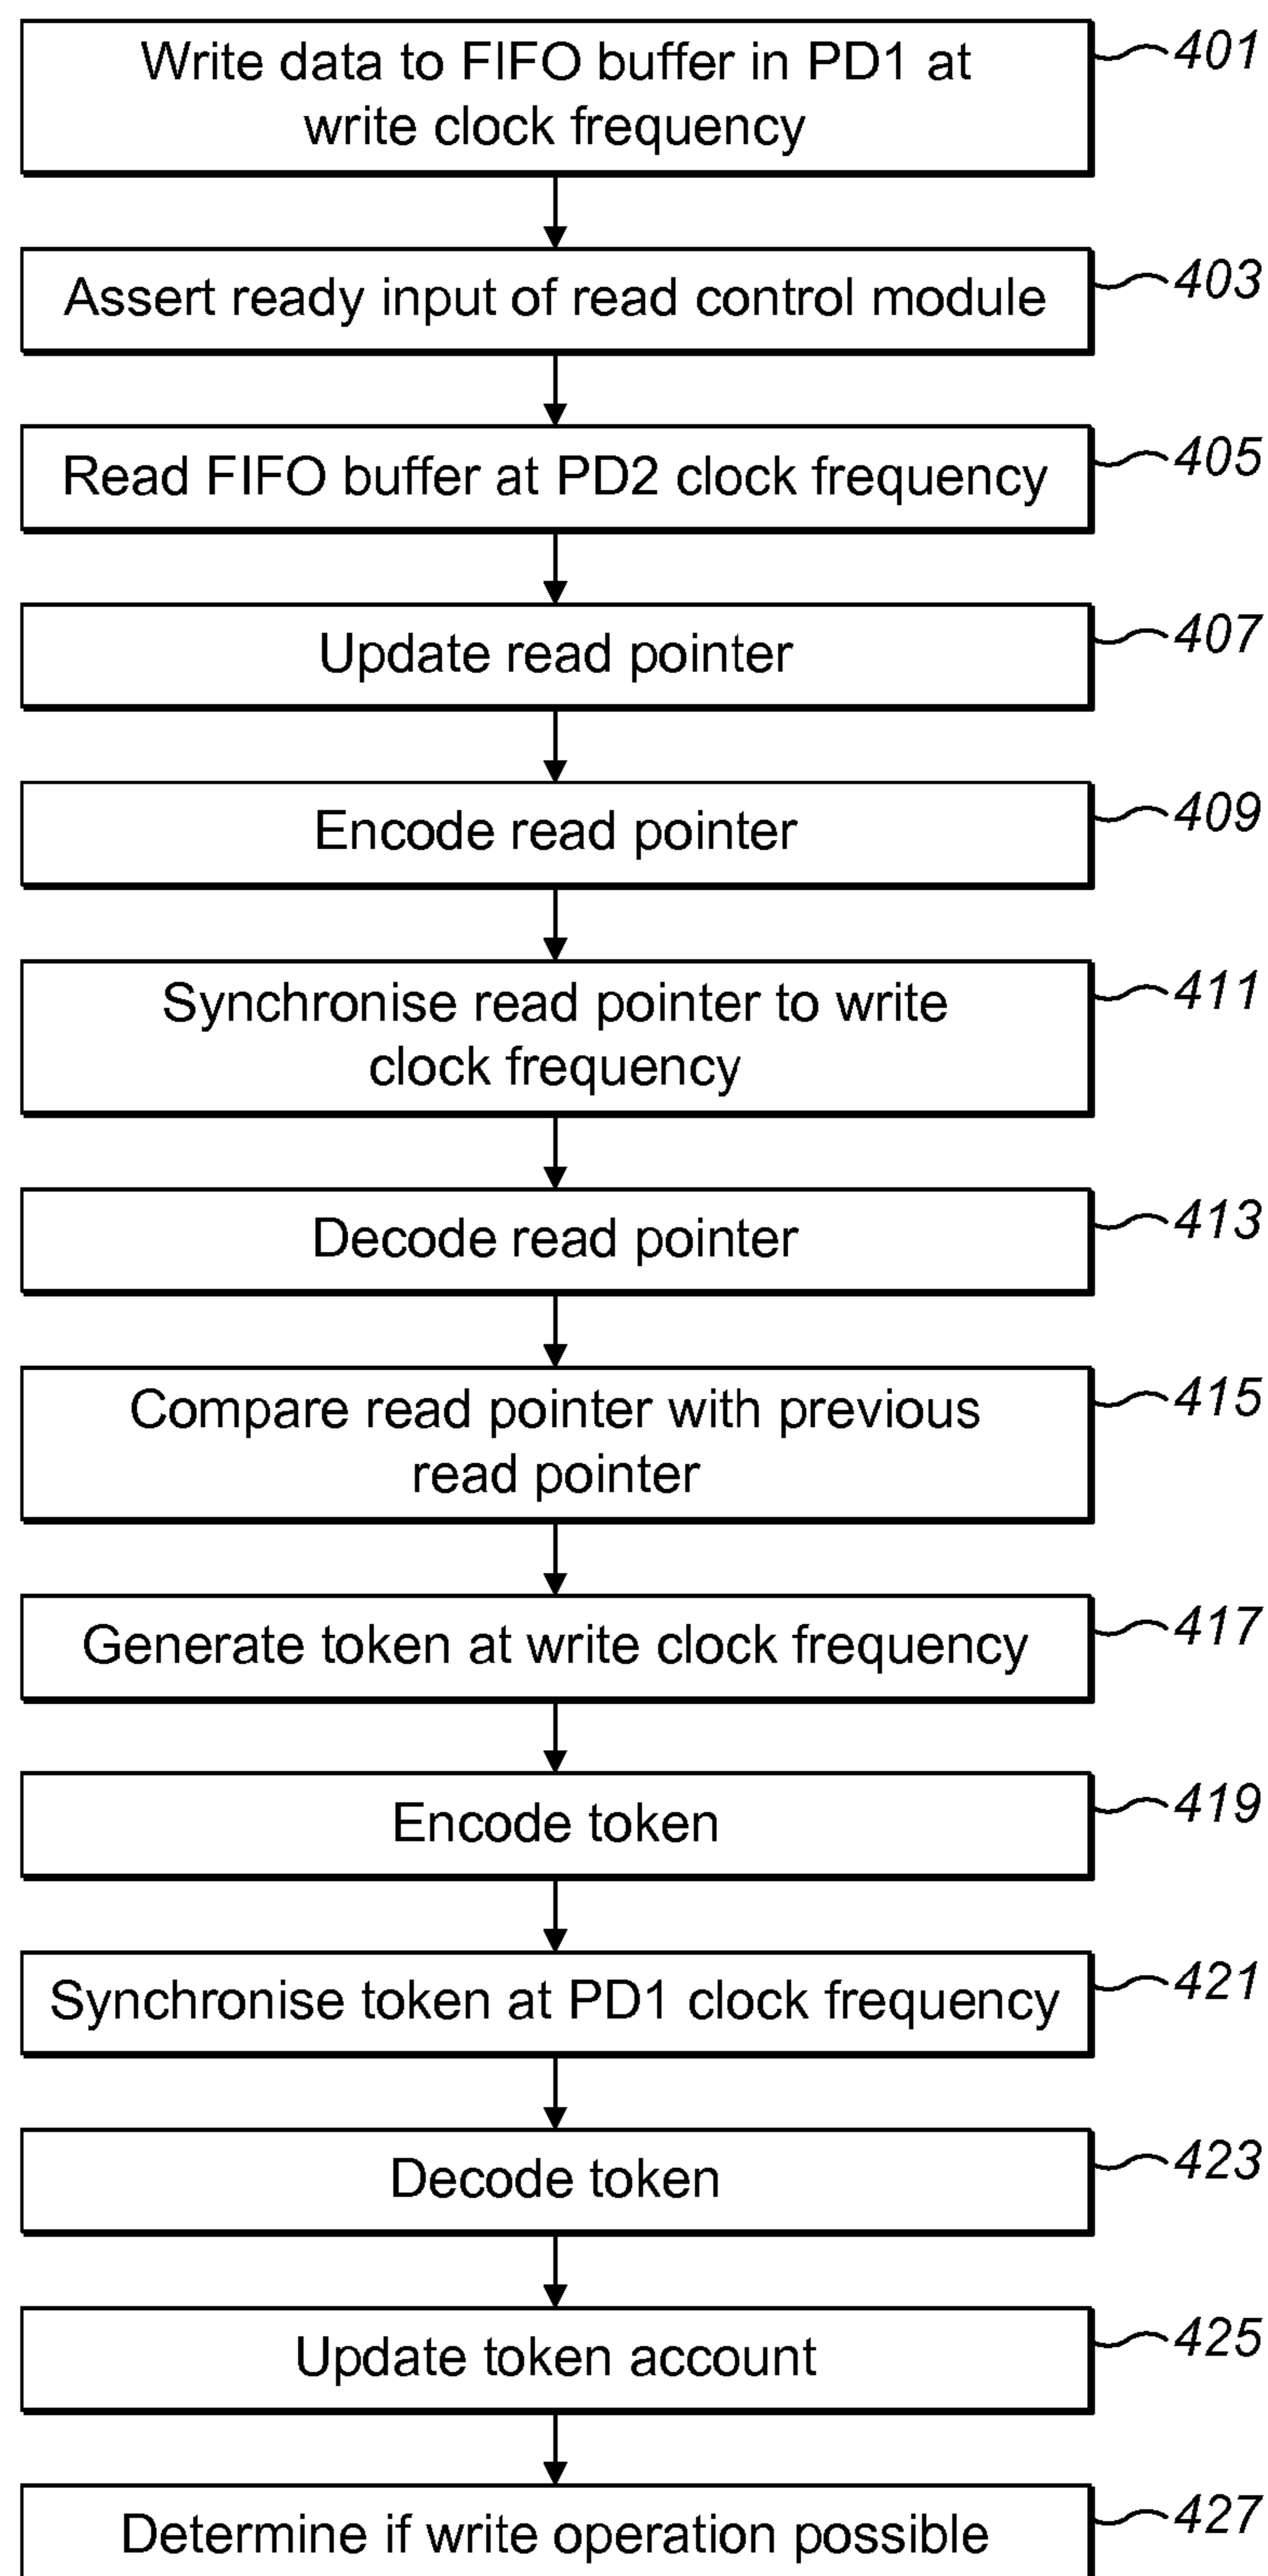 Write data to FIFO buffer in PD1 at
write clock frequency
401
Assert ready input of read control module
403
Read FIFO buffer at PD2 clock frequency
405
Update read pointer
407
Encode read pointer
409
Synchronise read pointer to write
clock frequency
411
Decode read pointer
413
Compare read pointer with previous
read pointer
415
Generate token at write clock frequency
417
Encode token
419
Synchronise token at PD1 clock frequency
421
Decode token
423
Update token account
425
Determine if write operation possible
427